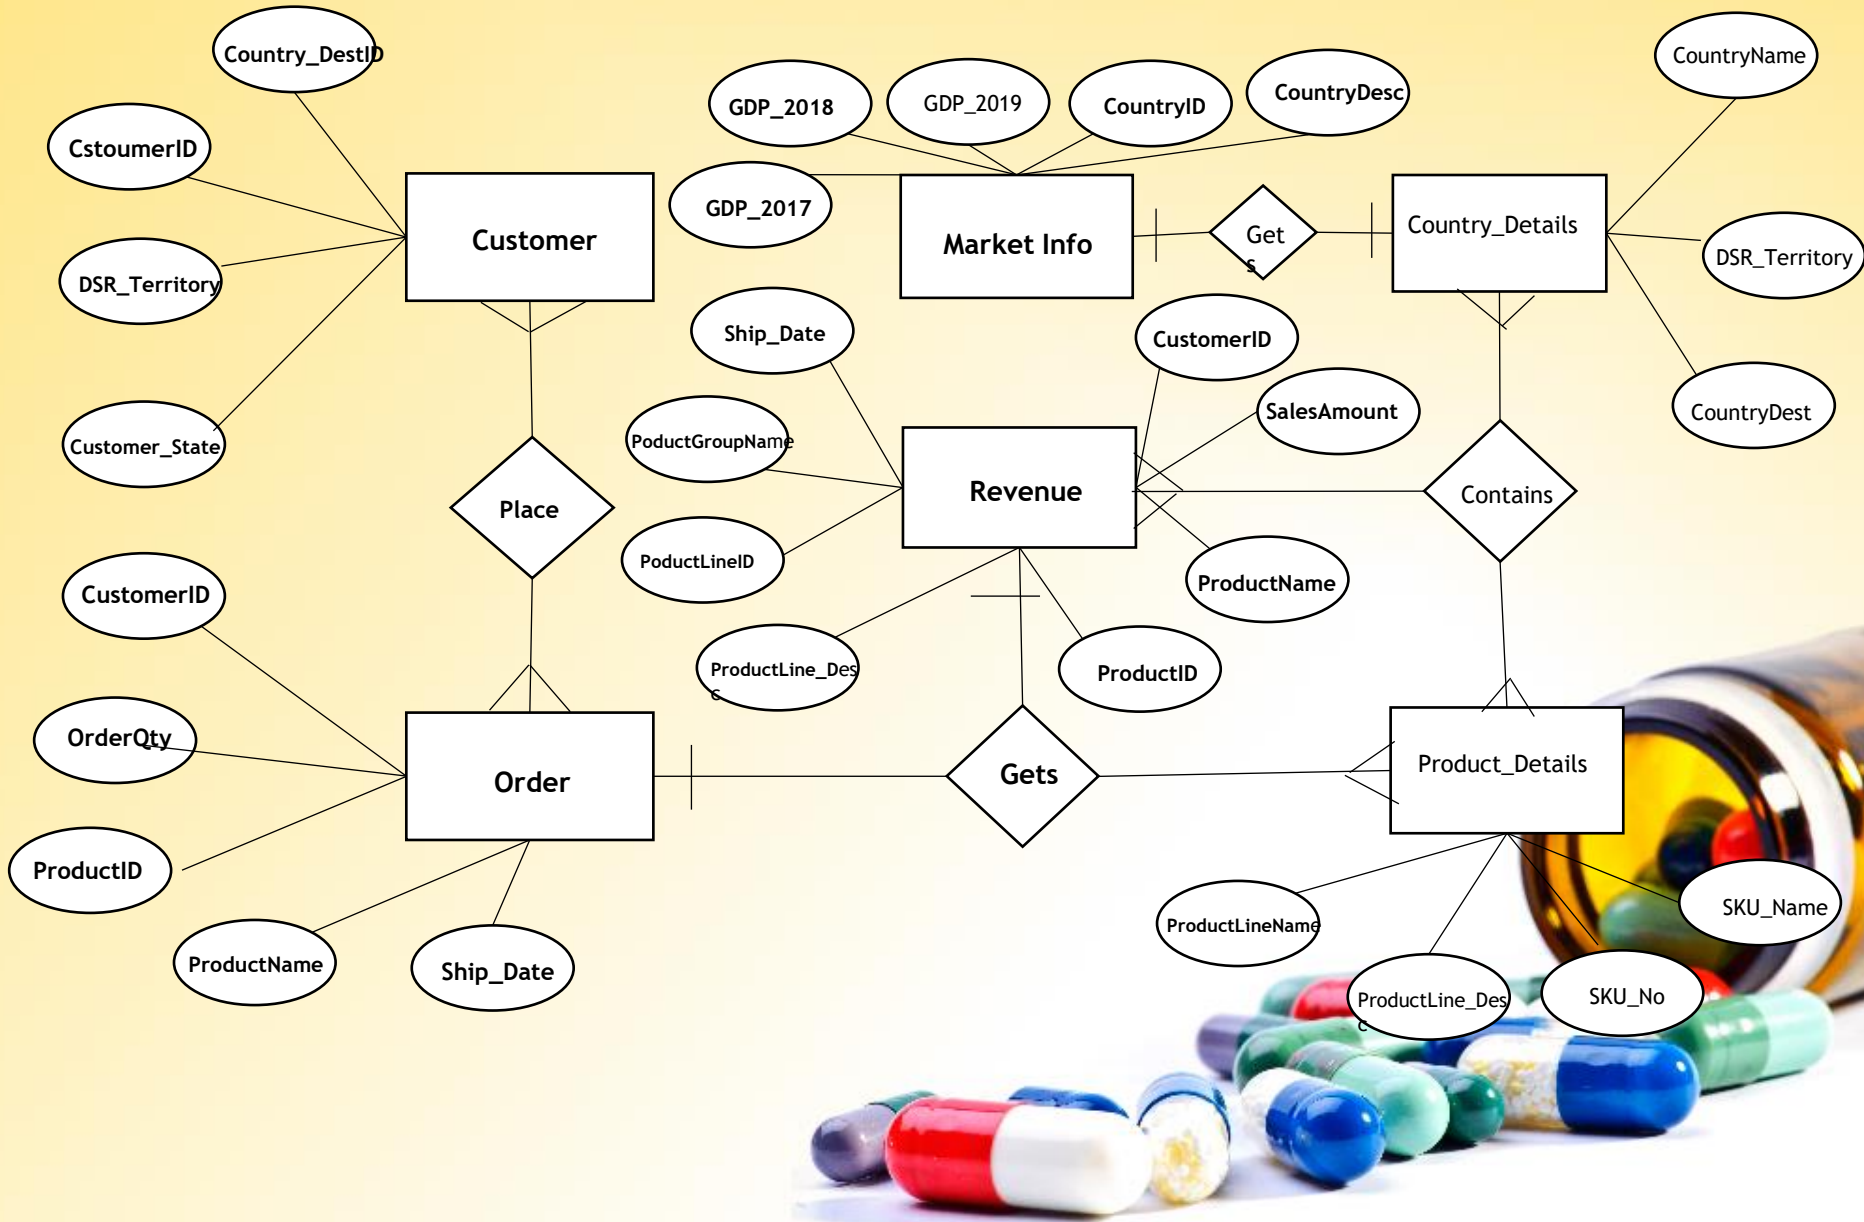 Country_DestID
CountryName
GDP_2018
GDP_2019
CountryID
CountryDesc
CstoumerID
GDP_2017
Customer
Market Info
Get
s
Country_Details
DSR_Territory
DSR_Territory
Ship_Date
CustomerID
Customer_State
PoductGroupName
SalesAmount
CountryDest
Place
Revenue
Contains
PoductLineID
CustomerID
ProductName
ProductLine_Des
c
ProductID
OrderQty
Order
Gets
Product_Details
ProductID
ProductName
Ship_Date
ProductLineName
SKU_Name
ProductLine_Des
c
SKU_No